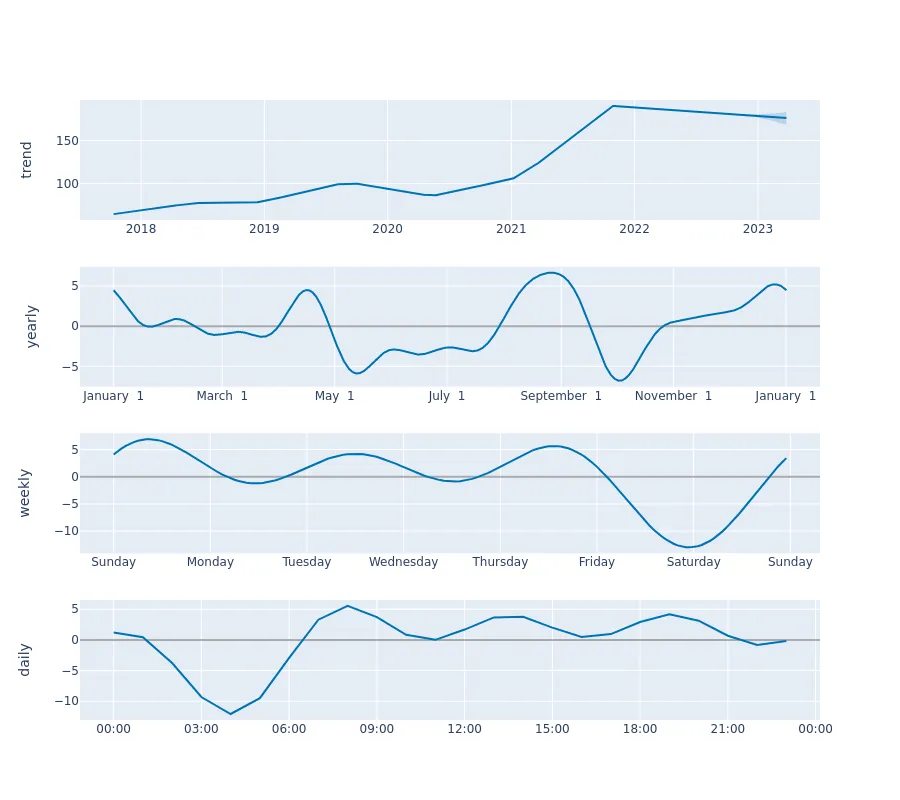 trend
150
100
2018 2019 2020 2021 2022 2023
yearly
5
0
−5
January 1 March 1 May 1 July 1 September 1 November 1 January 1
weekly
5
0
−5
−10
Sunday Monday Tuesday Wednesday Thursday Friday Saturday Sunday
daily
5
0
−5
−10
00:00 03:00 06:00 09:00 12:00 15:00 18:00 21:00 00:00